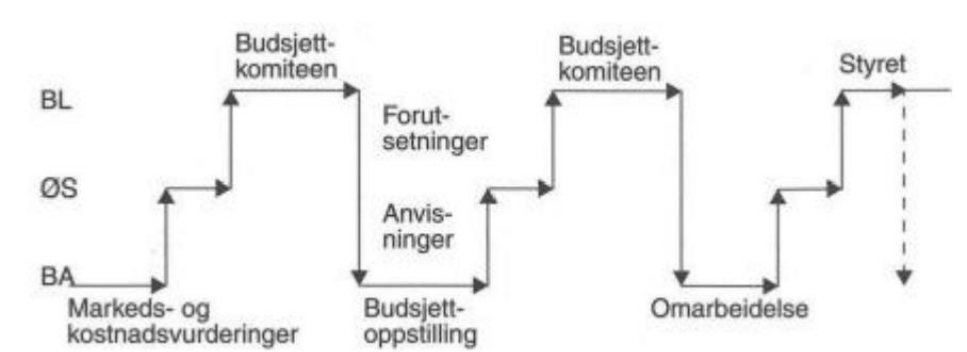 Budsjett-
komiteen
Budsjett-
komiteen
Styret
BL
Forut-
setninger
ØS
Anvis-
ninger
BA
Markeds- og
kostnadsvurderinger
Budsjett-
oppstilling
Omarbeidelse